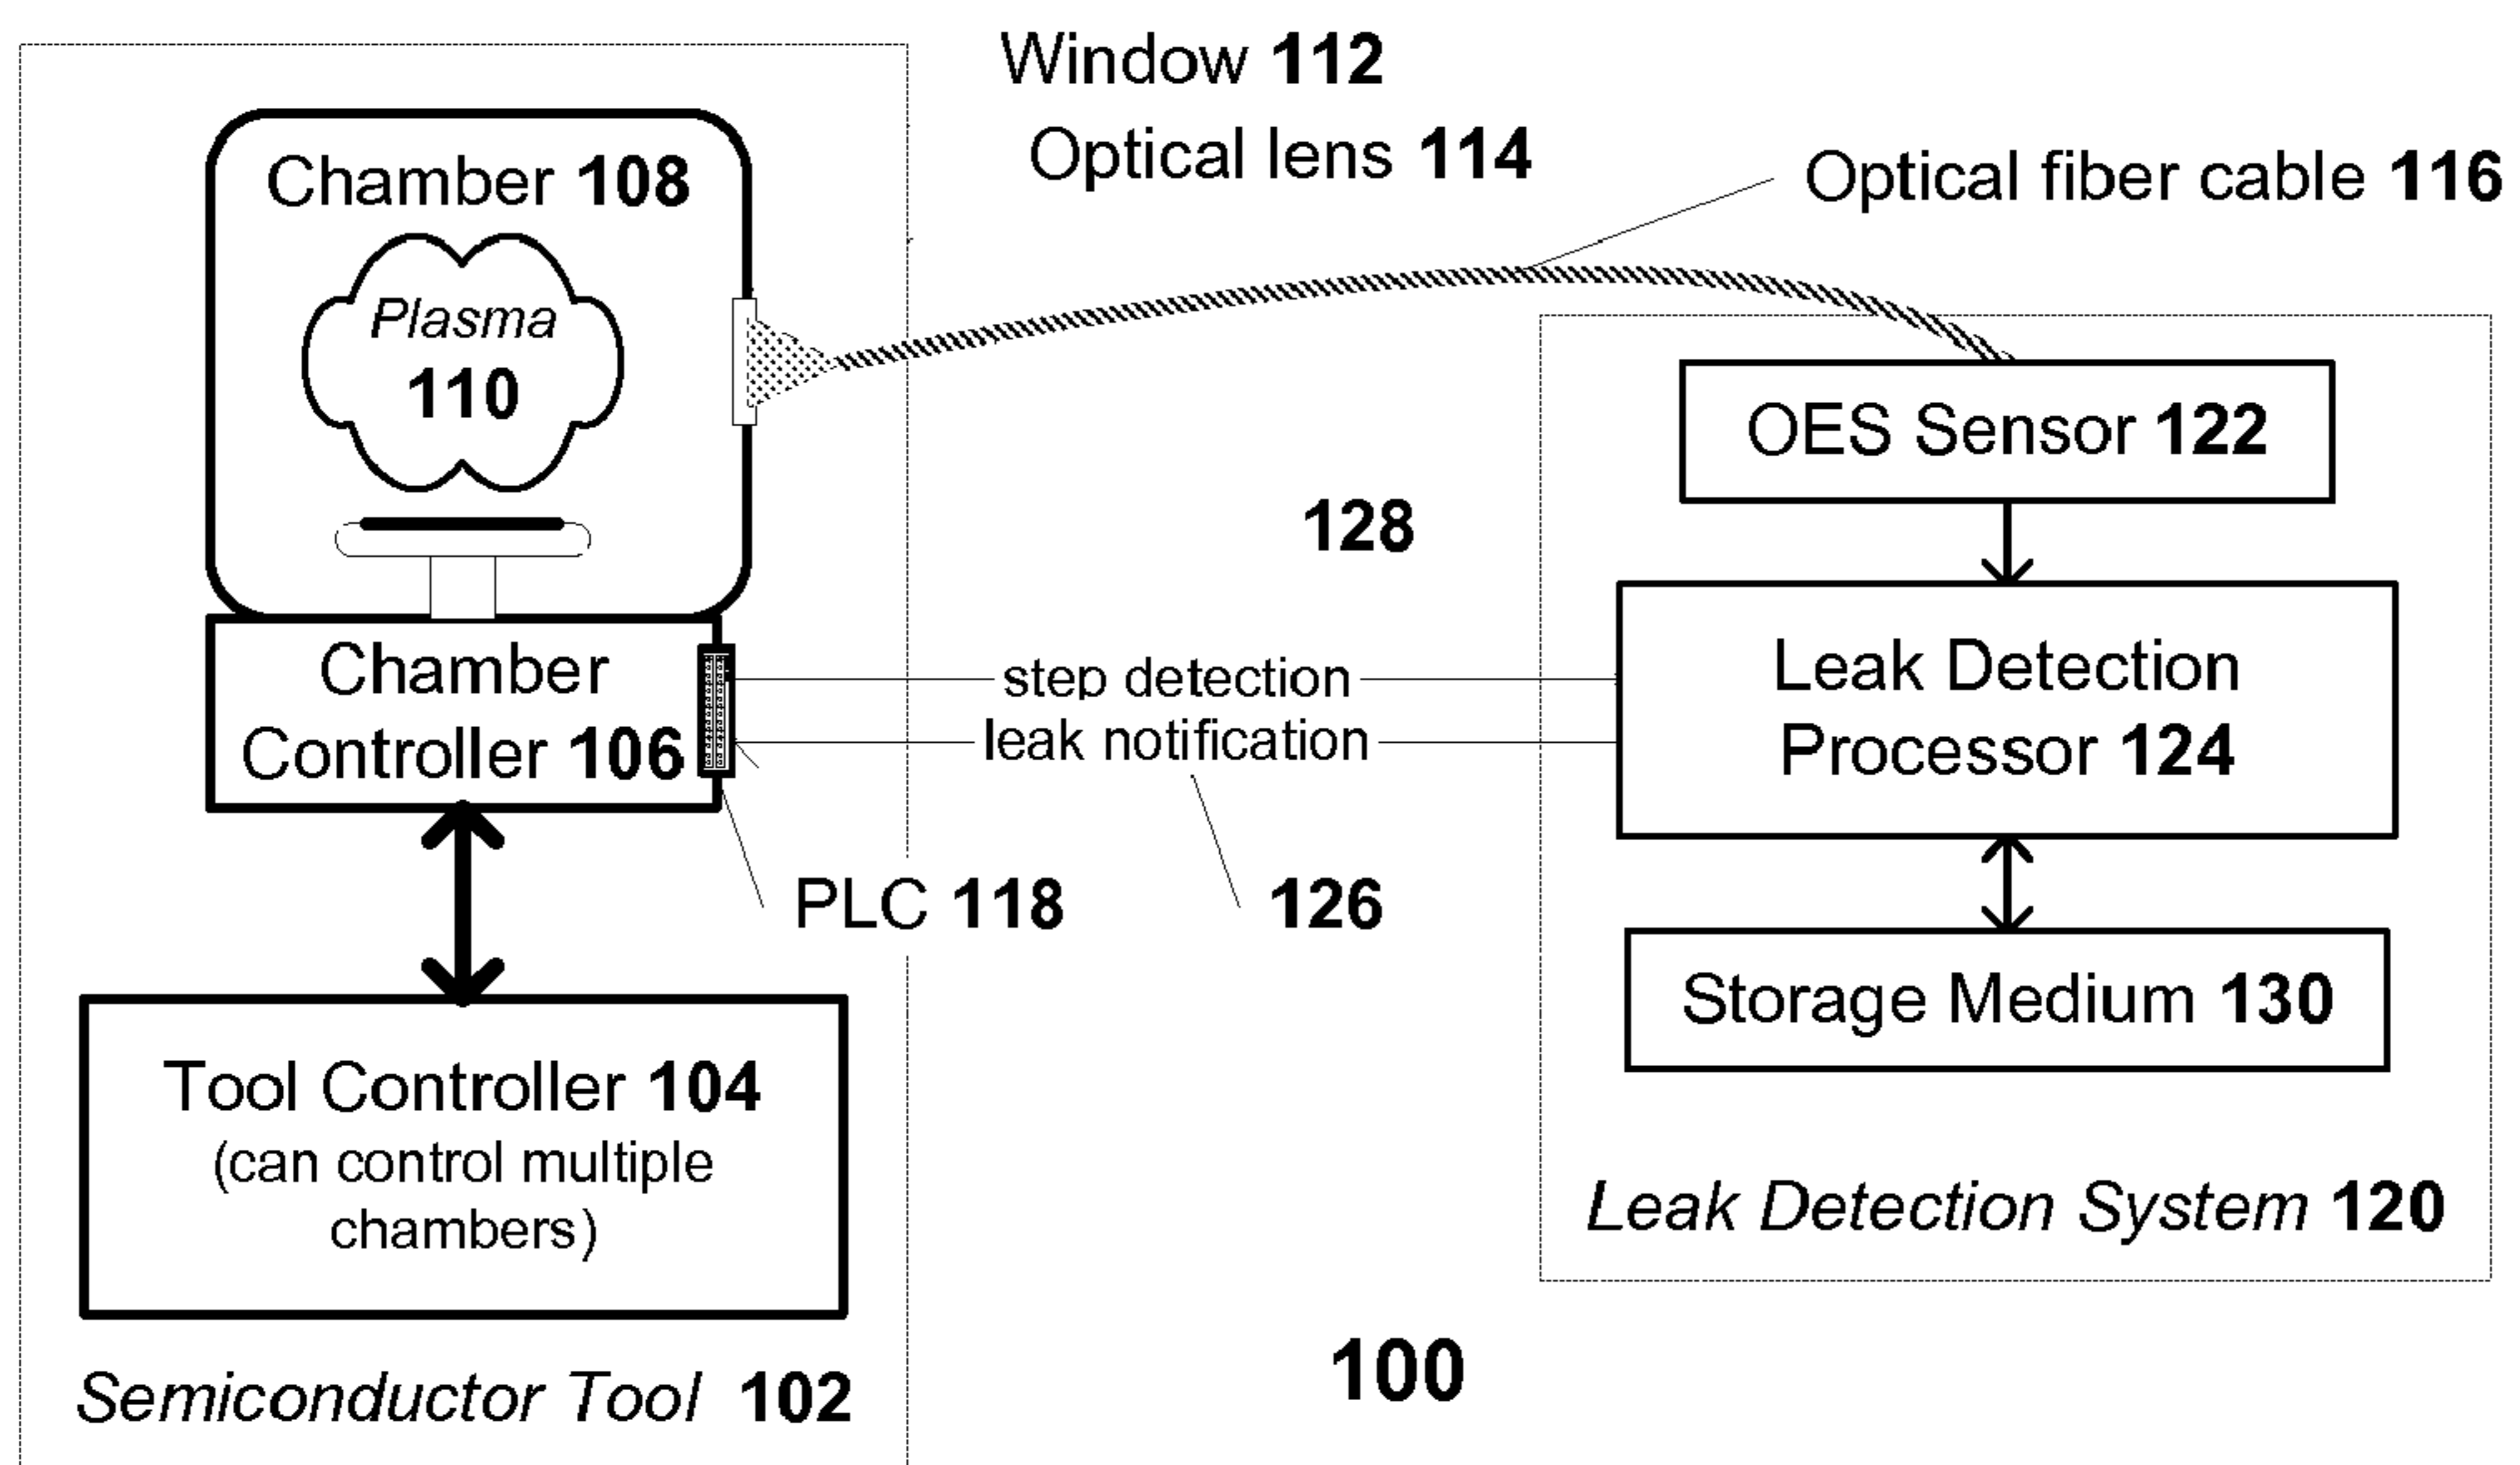 Window 112
Optical lens 114
Optical fiber cable 116
Chamber 108
Plasma
110
OES Sensor 122
128
Chamber
Controller 106
step detection
leak notification
Leak Detection
Processor 124
PLC 118
126
Storage Medium 130
Tool Controller 104
(can control multiple
chambers)
Leak Detection System 120
Semiconductor Tool 102
100